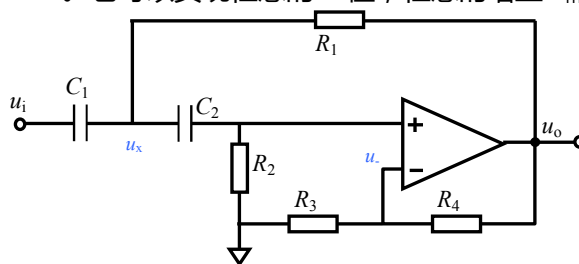 R₁
C₁
uᵢ
C₂
uₓ
+
uₒ
u₋
−
R₂
R₃
R₄